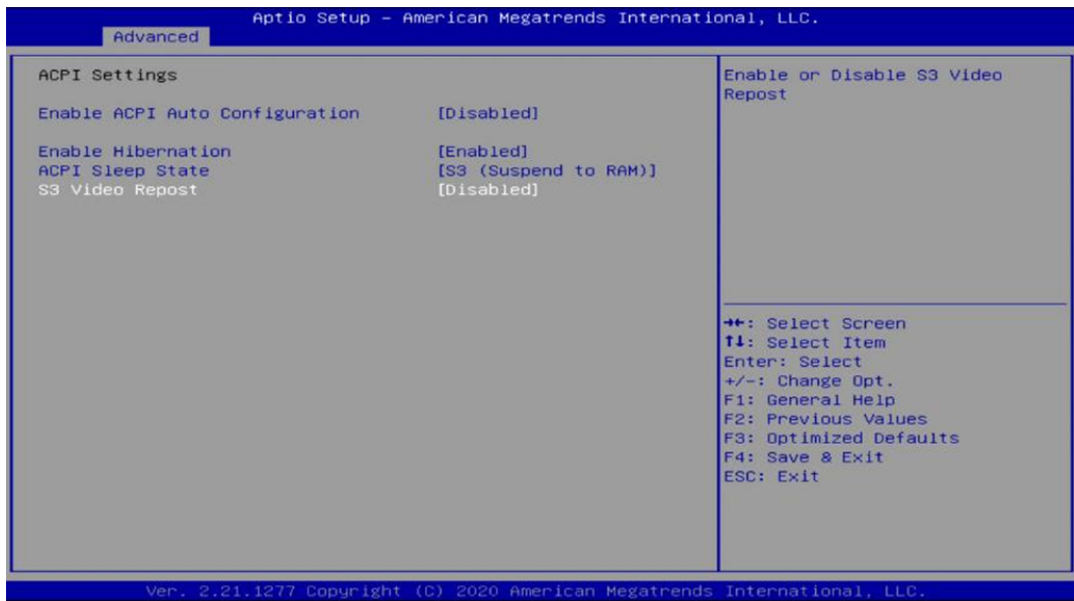 Aptio Setup – American Megatrends International, LLC.
Advanced
ACPI Settings
Enable ACPI Auto Configuration [Disabled]
Enable Hibernation [Enabled]
ACPI Sleep State [S3 (Suspend to RAM)]
S3 Video Repost [Disabled]
Enable or Disable S3 Video
Repost
→←: Select Screen
↑↓: Select Item
Enter: Select
+/-: Change Opt.
F1: General Help
F2: Previous Values
F3: Optimized Defaults
F4: Save & Exit
ESC: Exit
Ver. 2.21.1277 Copyright (C) 2020 American Megatrends International, LLC.